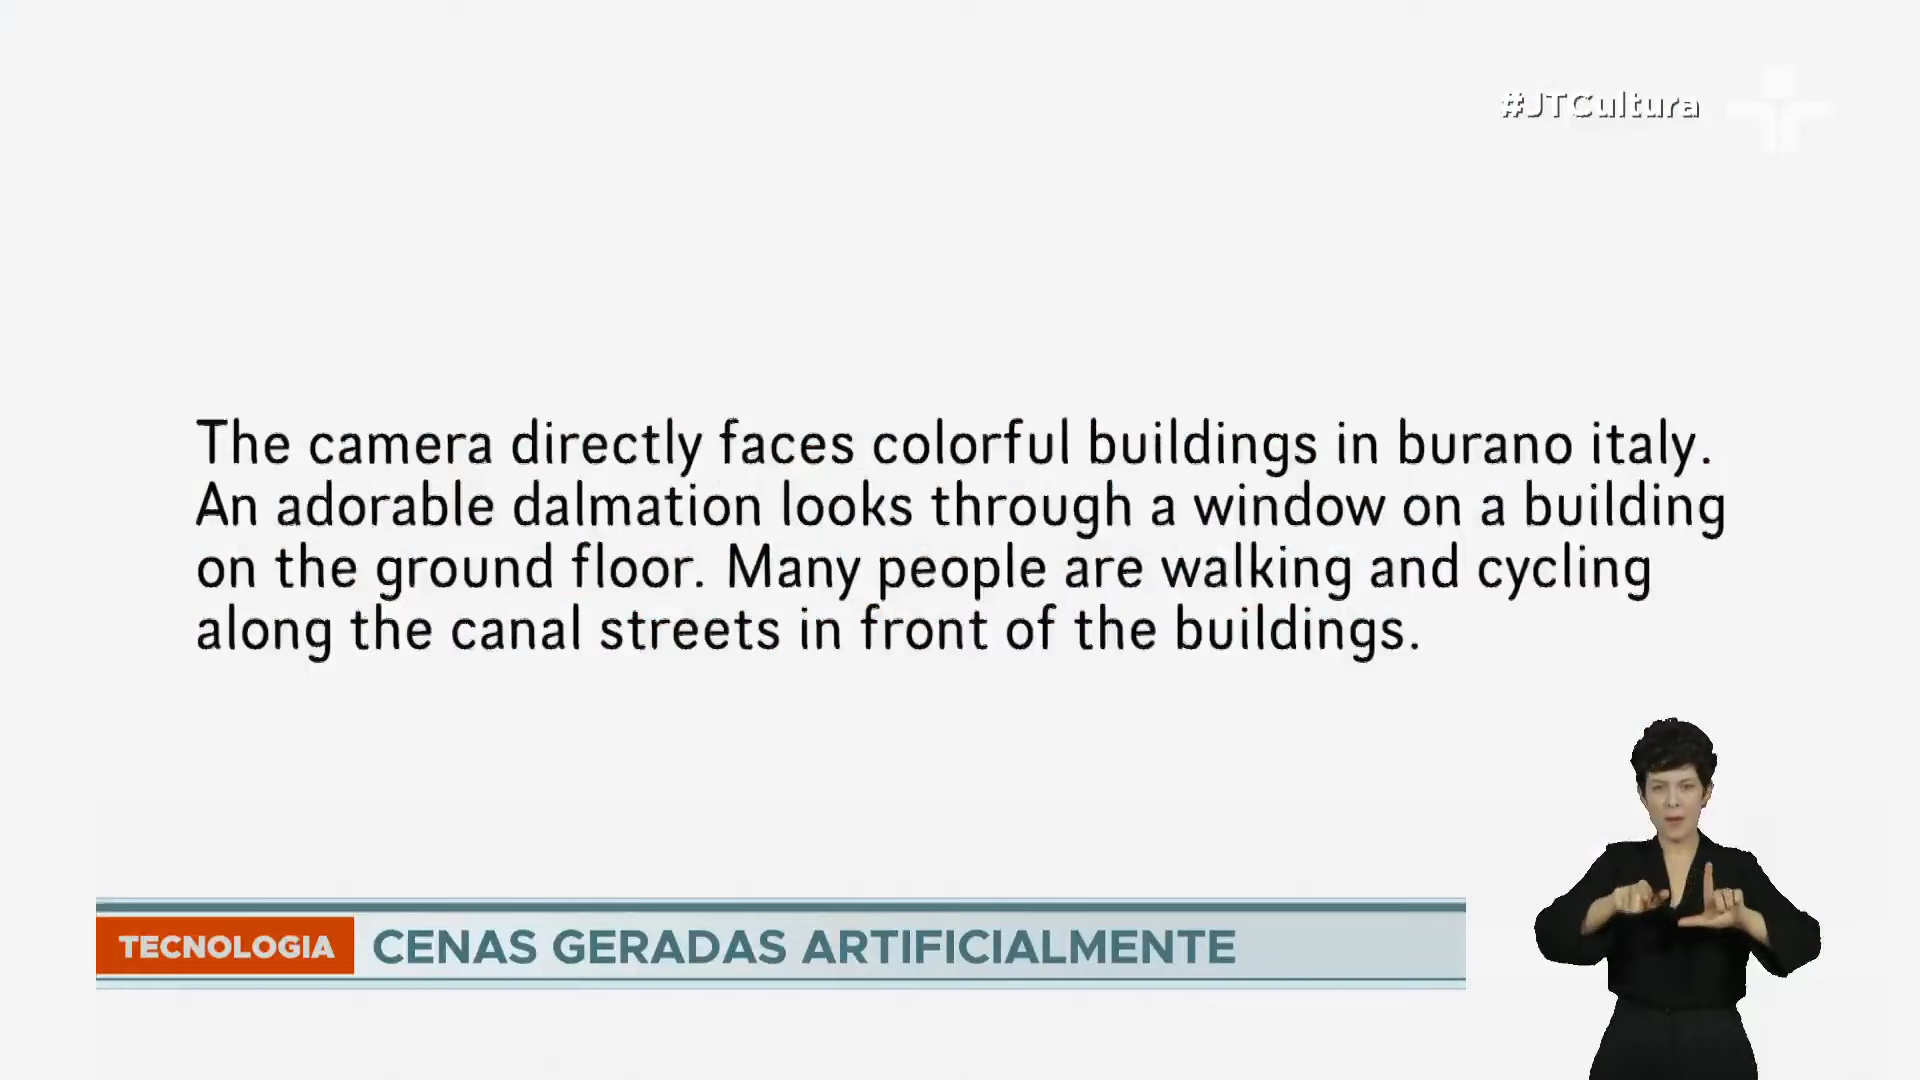 #JTCultura
The camera directly faces colorful buildings in burano italy.
An adorable dalmation looks through a window on a building
on the ground floor. Many people are walking and cycling
along the canal streets in front of the buildings.
TECNOLOGIA CENAS GERADAS ARTIFICIALMENTE